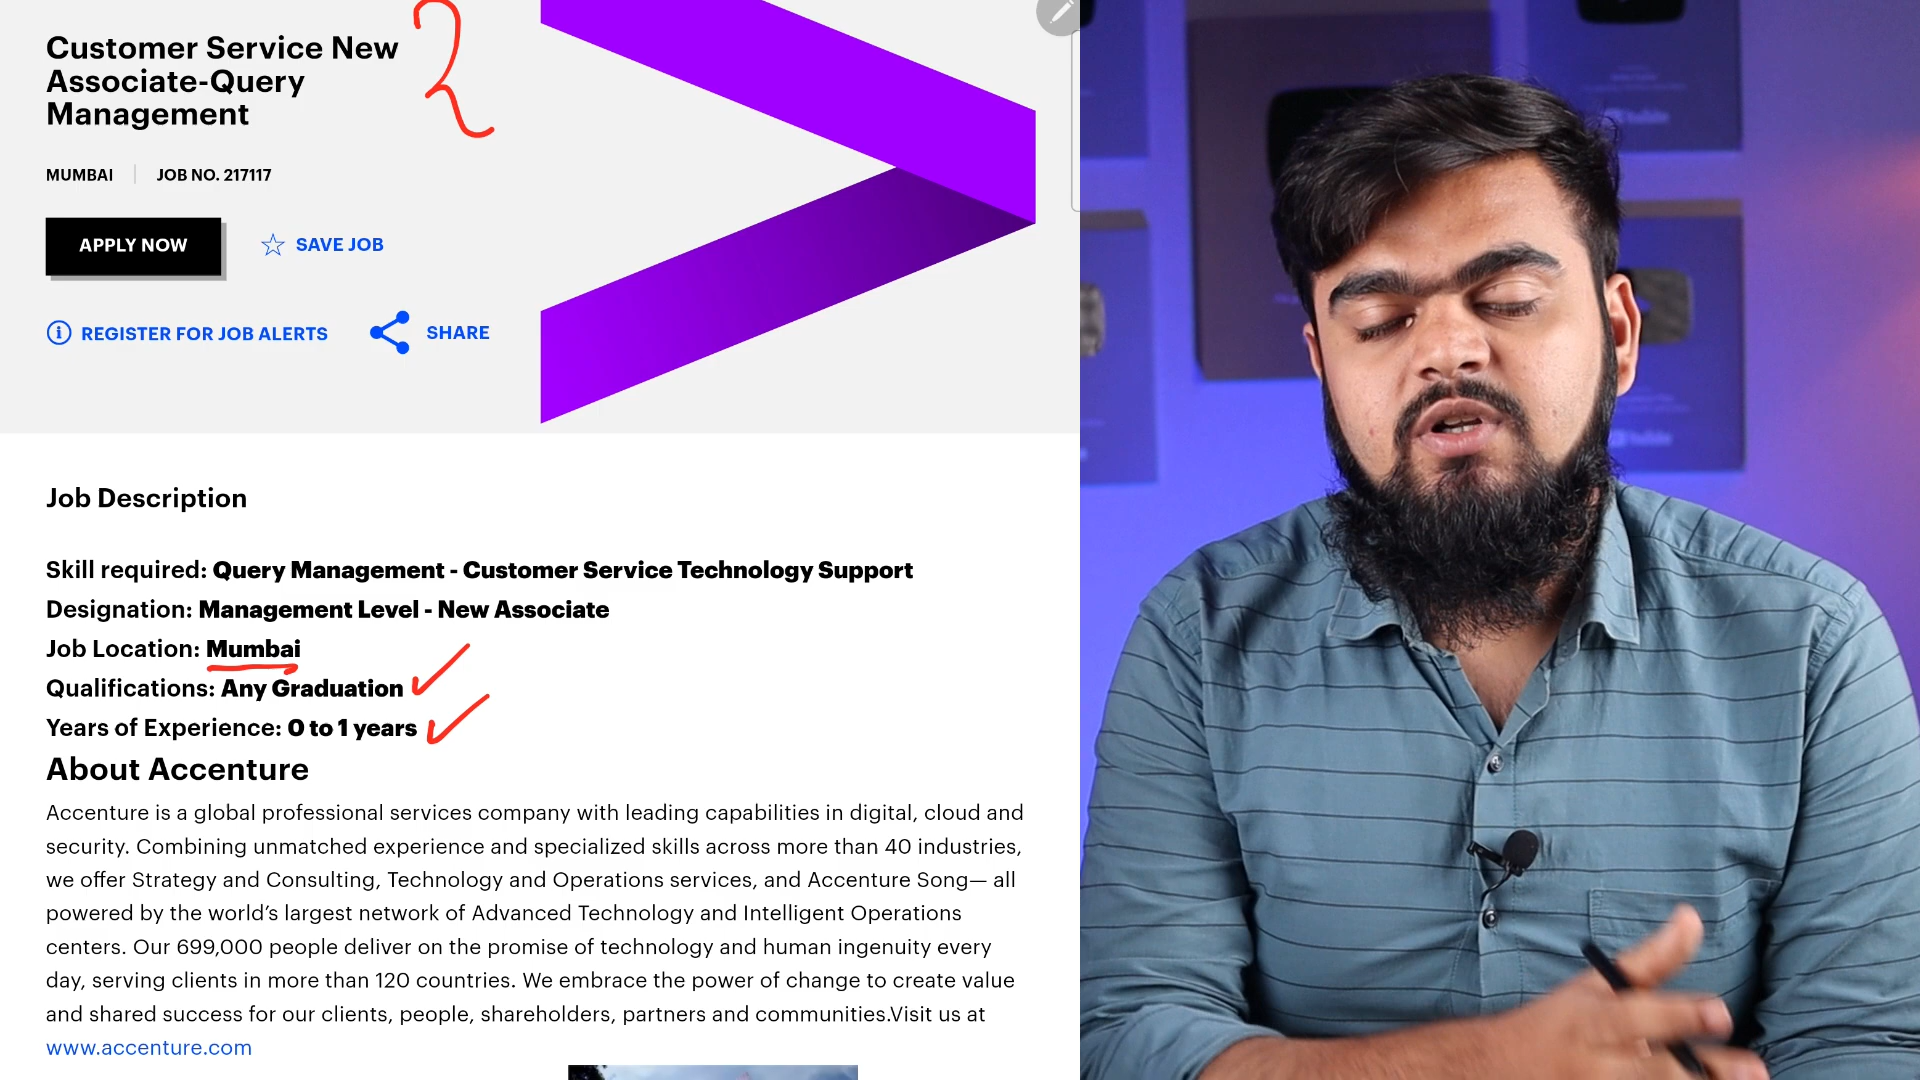 Customer Service New
Associate-Query
Management
2
MUMBAI
JOB NO. 217117
APPLY NOW
SAVE JOB
REGISTER FOR JOB ALERTS
SHARE
Job Description
Skill required: Query Management - Customer Service Technology Support
Designation: Management Level - New Associate
Job Location: Mumbai
Qualifications: Any Graduation
Years of Experience: 0 to 1 years
About Accenture
Accenture is a global professional services company with leading capabilities in digital, cloud and
security. Combining unmatched experience and specialized skills across more than 40 industries,
we offer Strategy and Consulting, Technology and Operations services, and Accenture Song— all
powered by the world’s largest network of Advanced Technology and Intelligent Operations
centers. Our 699,000 people deliver on the promise of technology and human ingenuity every
day, serving clients in more than 120 countries. We embrace the power of change to create value
and shared success for our clients, people, shareholders, partners and communities.Visit us at
www.accenture.com